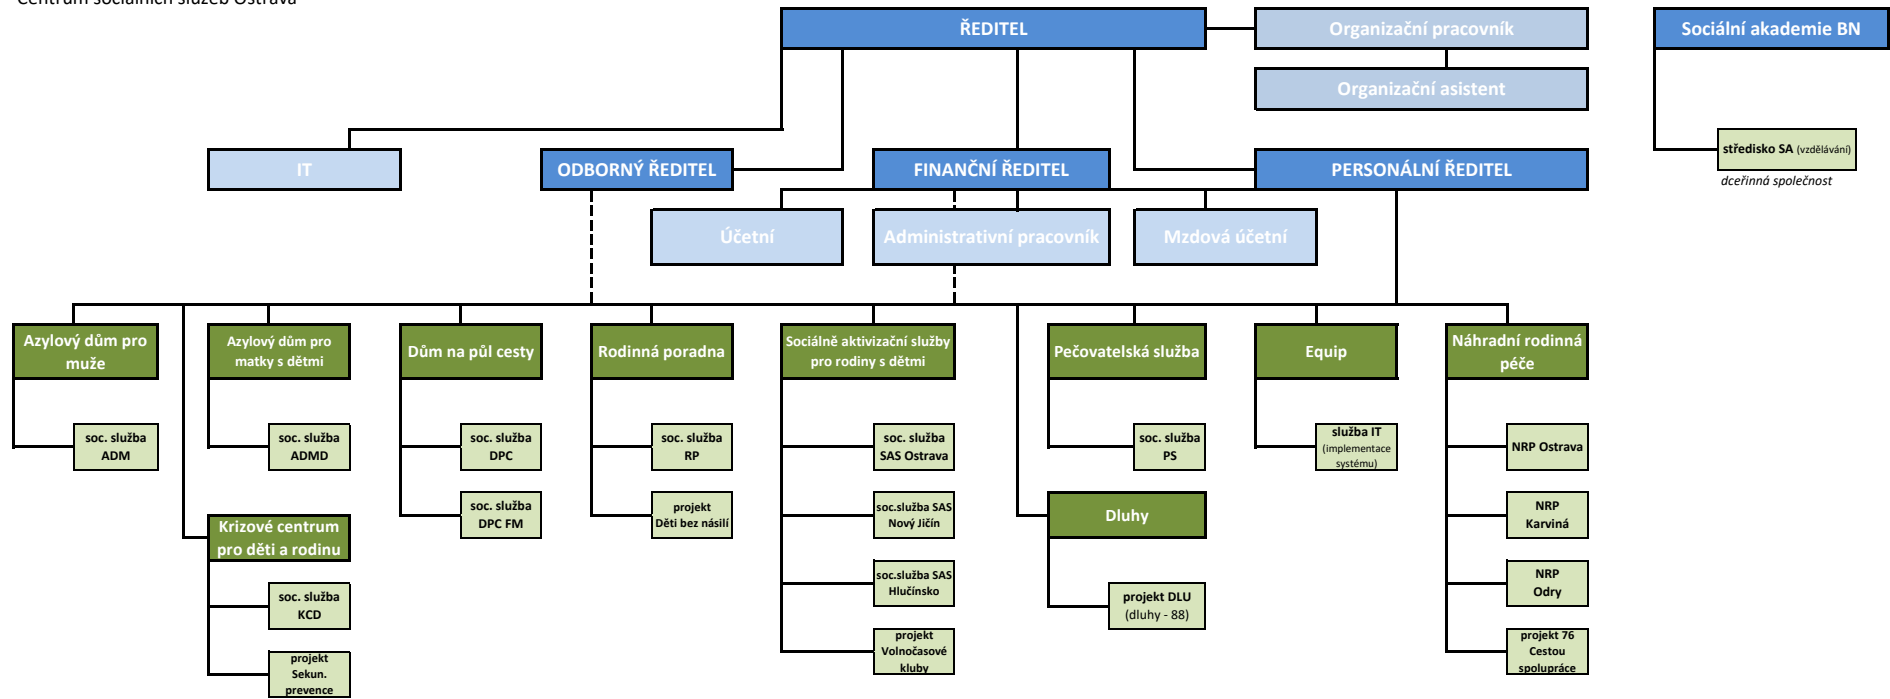 Centrum sociálních služeb Ostrava
ŘEDITEL
Organizační pracovník
Sociální akademie BN
Organizační asistent
středisko SA (vzdělávání)
dceřinná společnost
IT
ODBORNÝ ŘEDITEL
FINANČNÍ ŘEDITEL
PERSONÁLNÍ ŘEDITEL
Účetní
Administrativní pracovník
Mzdová účetní
Azylový dům pro
muže
Azylový dům pro
matky s dětmi
Dům na půl cesty
Rodinná poradna
Sociálně aktivizační služby
pro rodiny s dětmi
Pečovatelská služba
Equip
Náhradní rodinná
péče
soc. služba
ADM
soc. služba
ADMD
soc. služba
DPC
soc. služba
RP
soc. služba
SAS Ostrava
soc. služba
PS
služba IT
(implementace
systému)
NRP Ostrava
Krizové centrum
pro děti a rodinu
soc. služba
DPC FM
projekt
Děti bez násilí
soc.služba SAS
Nový Jičín
Dluhy
NRP
Karviná
soc. služba
KCD
soc.služba SAS
Hlučínsko
projekt DLU
(dluhy - 88)
NRP
Odry
projekt
Sekun.
prevence
projekt
Volnočasové
kluby
projekt 76
Cestou
spolupráce